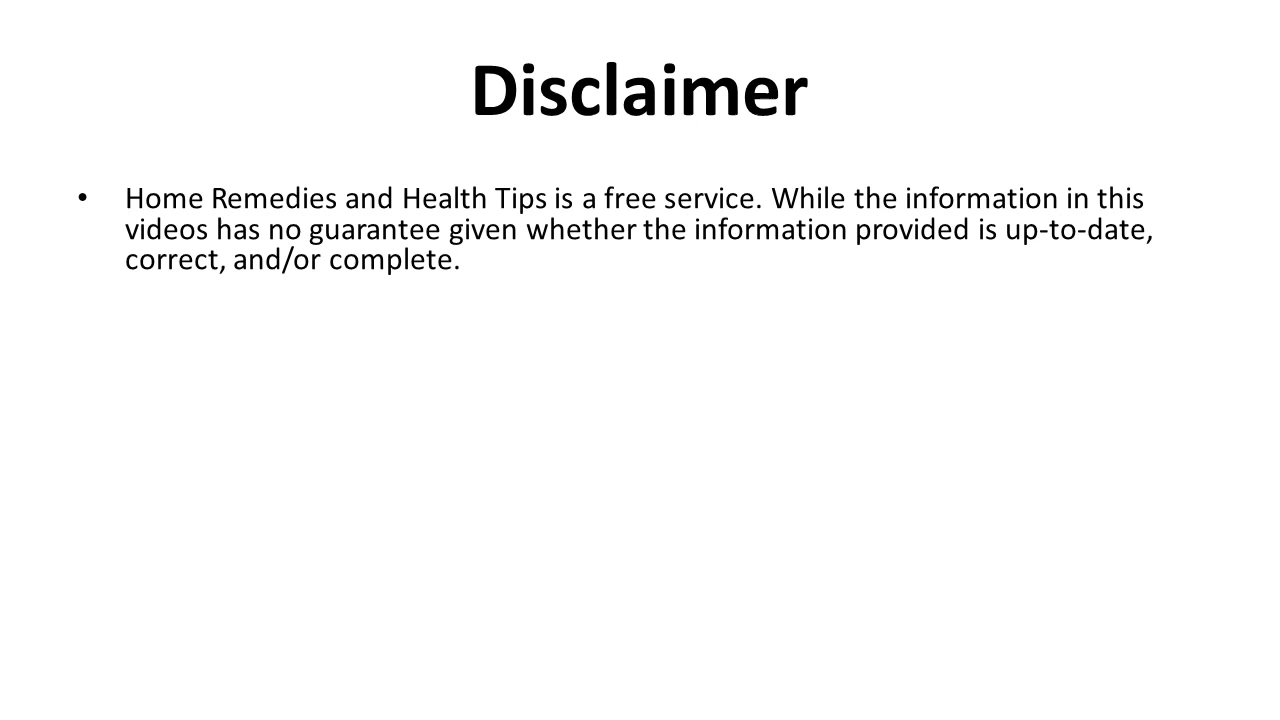 Disclaimer
• Home Remedies and Health Tips is a free service. While the information in this
videos has no guarantee given whether the information provided is up-to-date,
correct, and/or complete.